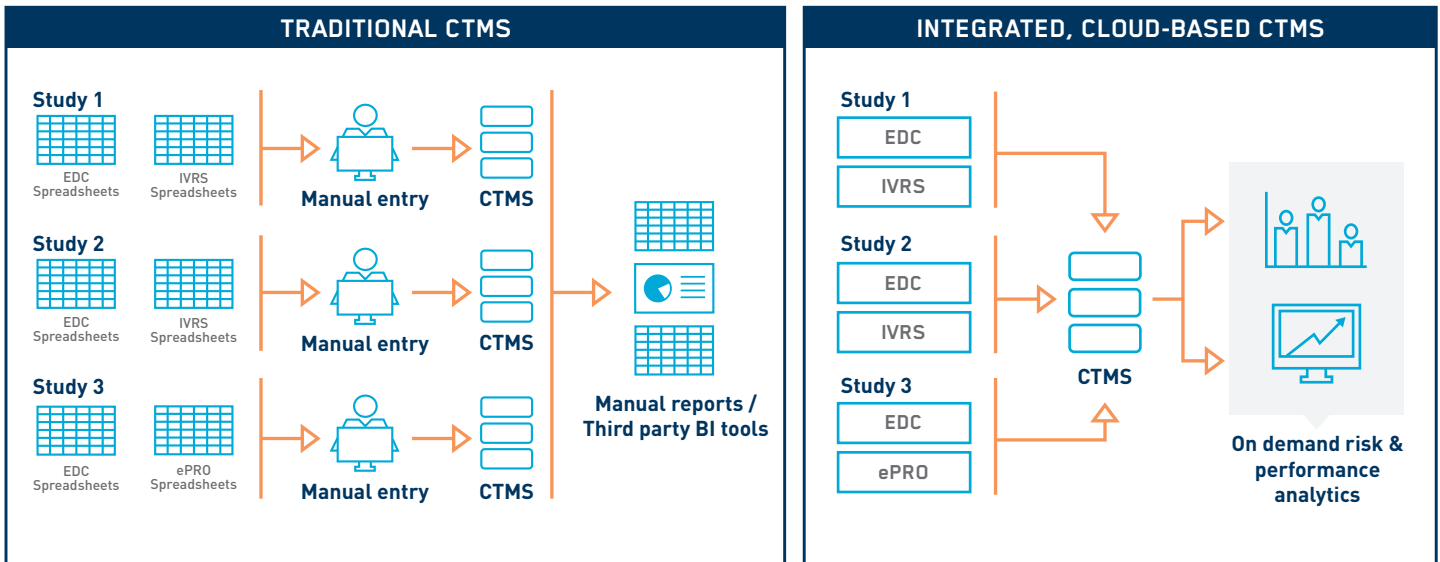 TRADITIONAL CTMS
Study 1
EDC
Spreadsheets
IVRS
Spreadsheets
Manual entry
CTMS
Study 2
EDC
Spreadsheets
IVRS
Spreadsheets
Manual entry
CTMS
Study 3
EDC
Spreadsheets
ePRO
Spreadsheets
Manual entry
CTMS
Manual reports /
Third party BI tools
INTEGRATED, CLOUD-BASED CTMS
Study 1
EDC
IVRS
Study 2
EDC
IVRS
Study 3
EDC
ePRO
CTMS
On demand risk &
performance
analytics